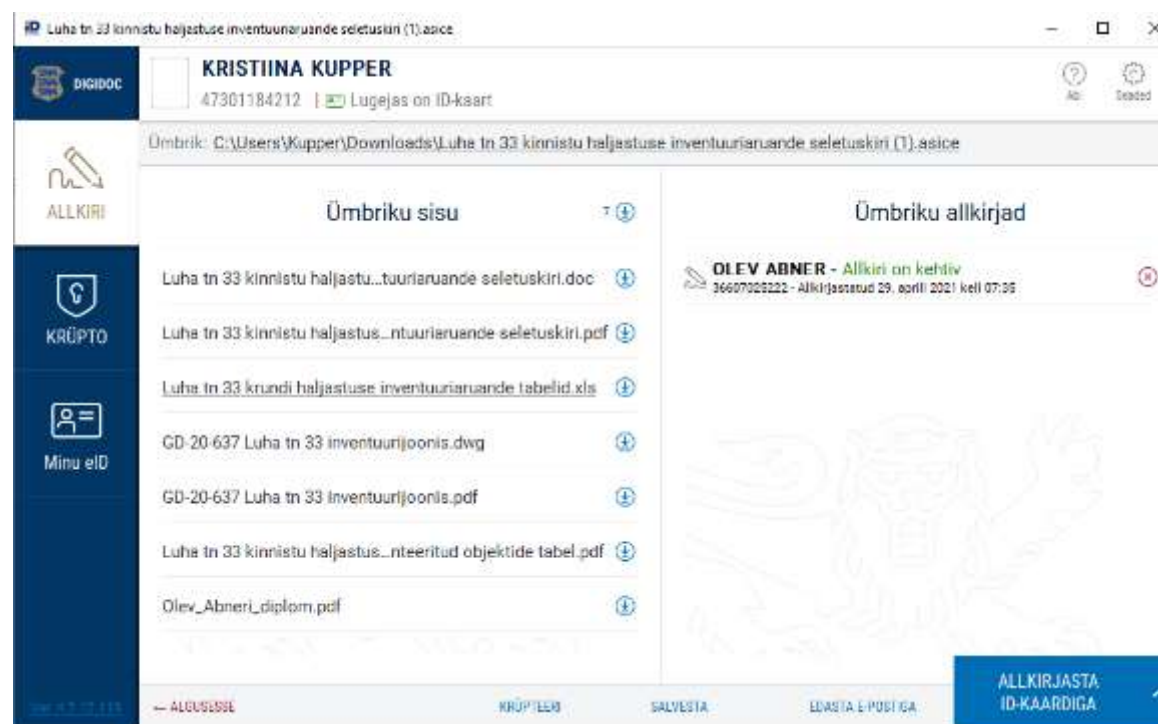 Luha tn 33 kinnistu haljastuse inventuuriaruande seletuskiri (1).asice
DIGIDOC
KRISTIINA KUPPER
47301184212 | Lugejas on ID-kaart
Abi
Seaded
Ümbrik: C:\Users\Kupper\Downloads\Luha tn 33 kinnistu haljastuse inventuuriaruande seletuskiri (1).asice
ALLKIRI
KRÜPTO
Minu eID
Ümbriku sisu
7
Luha tn 33 kinnistu haljastu...tuuriaruande seletuskiri.doc
Luha tn 33 kinnistu haljastus...ntuuriaruande seletuskiri.pdf
Luha tn 33 krundi haljastuse inventuuriaruande tabelid.xls
GD-20-637 Luha tn 33 inventuurijoonis.dwg
GD-20-637 Luha tn 33 inventuurijoonis.pdf
Luha tn 33 kinnistu haljastus...nteeritud objektide tabel.pdf
Olev_Abneri_diplom.pdf
Ümbriku allkirjad
OLEV ABNER - Allkiri on kehtiv
36607025222 - Allkirjastatud 29. aprill 2021 kell 07:35
← ALGUSESSE
KRÜPTEERI
SALVESTA
EDASTA E-POSTIGA
ALLKIRJASTA
ID-KAARDIGA